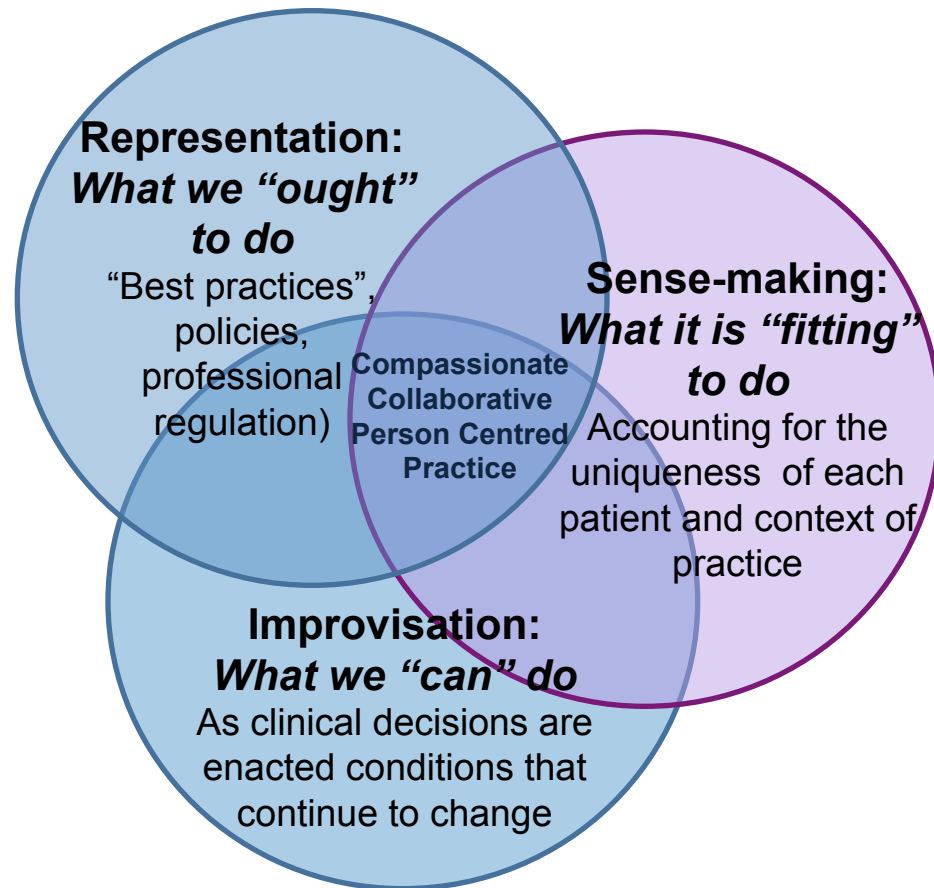 Representation:
What we “ought”
to do
“Best practices”,
policies,
professional
regulation)
Sense-making:
What it is “fitting”
to do
Accounting for the
uniqueness of each
patient and context of
practice
Compassionate
Collaborative
Person Centred
Practice
Improvisation:
What we “can” do
As clinical decisions are
enacted conditions that
continue to change